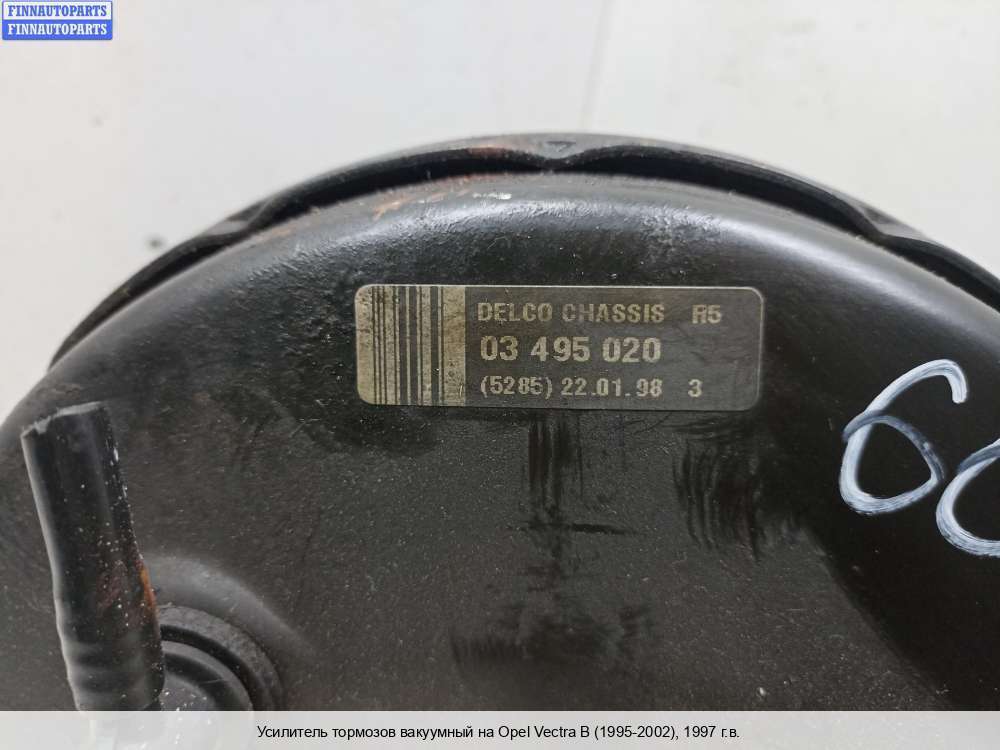 FINNAUTOPARTS
FINNAUTOPARTS
DELCO CHASSIS R5
03 495 020
(5285) 22.01.98 3
60
Усилитель тормозов вакуумный на Opel Vectra B (1995-2002), 1997 г.в.